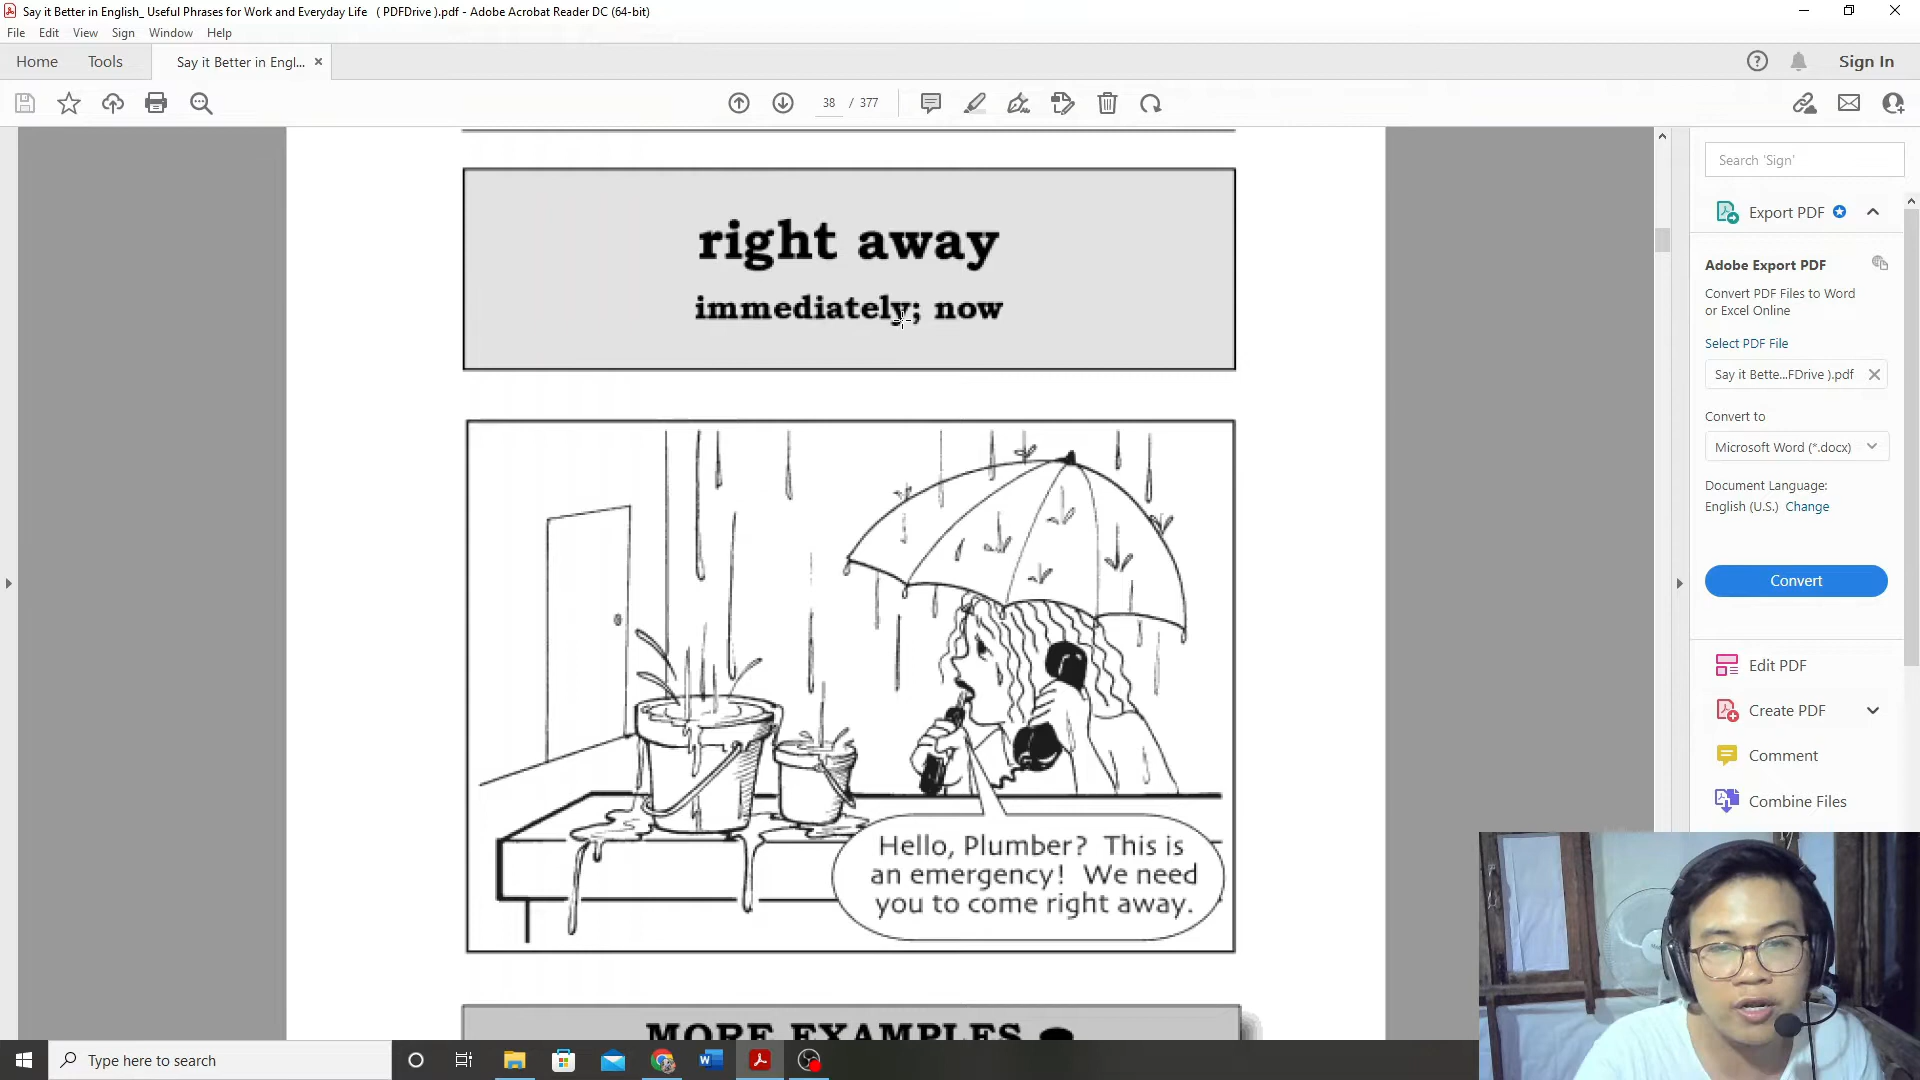 Say it Better in English_ Useful Phrases for Work and Everyday Life ( PDFDrive ).pdf - Adobe Acrobat Reader DC (64-bit)
File Edit View Sign Window Help
Home Tools Say it Better in Engl... Sign In
38 / 377
right away
immediately; now
Hello, Plumber? This is
an emergency! We need
you to come right away.
MORE EXAMPLES
Search 'Sign'
Export PDF
Adobe Export PDF
Convert PDF Files to Word
or Excel Online
Select PDF File
Say it Bette...FDrive ).pdf
Convert to
Microsoft Word (*.docx)
Document Language:
English (U.S.) Change
Convert
Edit PDF
Create PDF
Comment
Combine Files
Type here to search